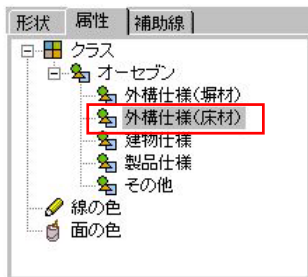 形状 属性 補助線
クラス
オーセブン
外構仕様(塀材)
外構仕様(床材)
建物仕様
製品仕様
その他
線の色
面の色